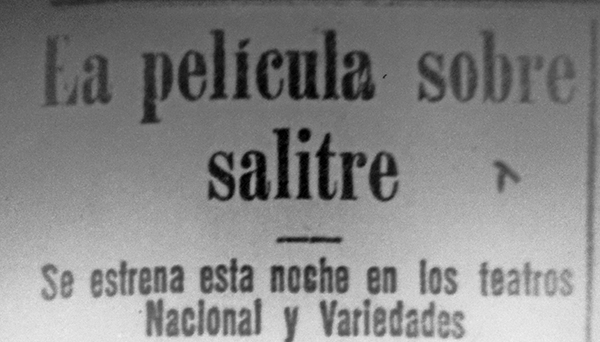 La película sobre
salitre
Se estrena esta noche en los teatros
Nacional y Variedades